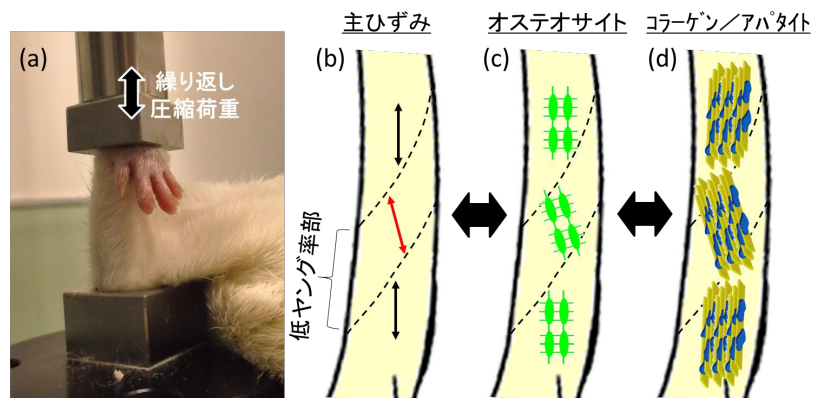 主ひずみ
オステオサイト
コラーゲン／アパタイト
(a)
(b)
(c)
(d)
繰り返し
圧縮荷重
低ヤング率部